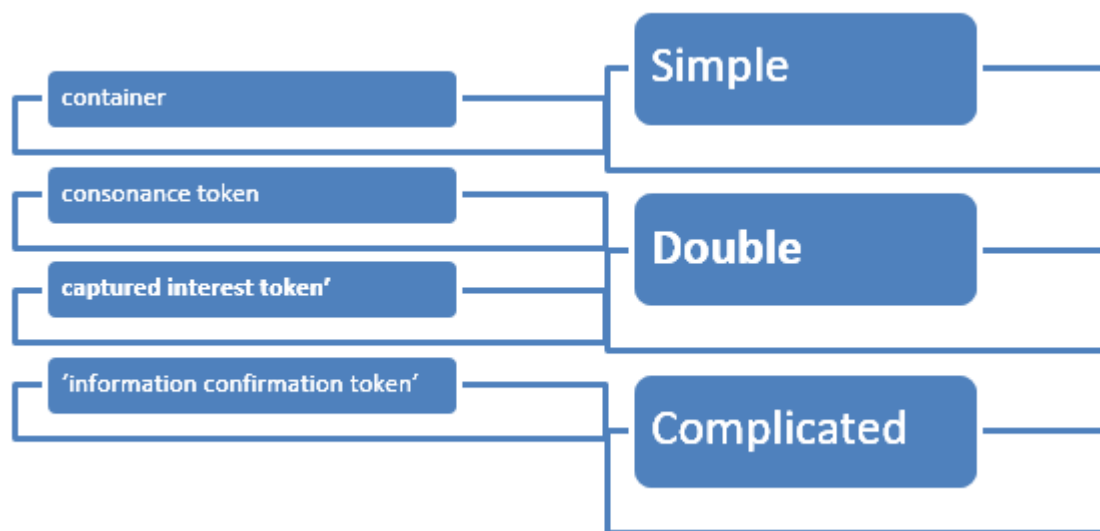 Simple
container
consonance token
Double
captured interest token’
‘information confirmation token’
Complicated